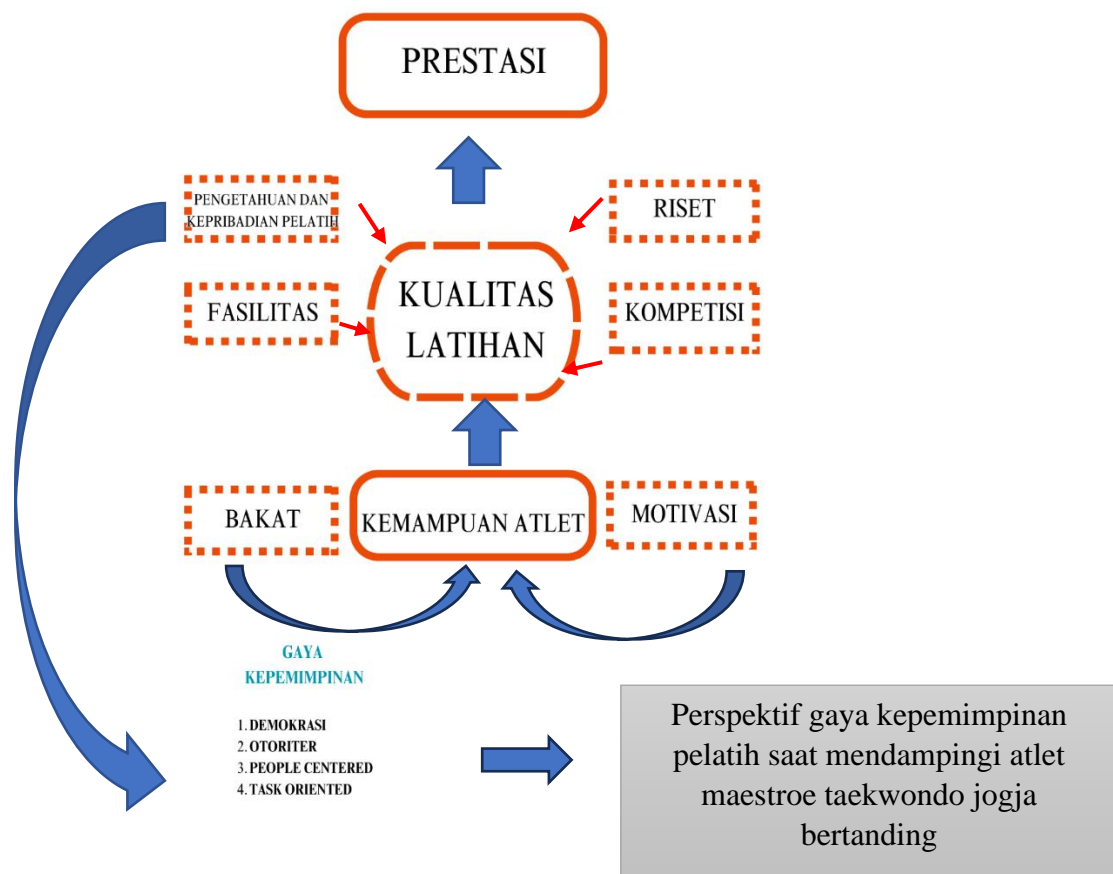 PRESTASI
PENGETAHUAN DAN
KEPRIBADIAN PELATIH
RISET
FASILITAS
KUALITAS
LATIHAN
KOMPETISI
BAKAT
KEMAMPUAN ATLET
MOTIVASI
GAYA
KEPEMIMPINAN
1. DEMOKRASI
2. OTORITER
3. PEOPLE CENTERED
4. TASK ORIENTED
Perspektif gaya kepemimpinan
pelatih saat mendampingi atlet
maestroe taekwondo jogja
bertanding